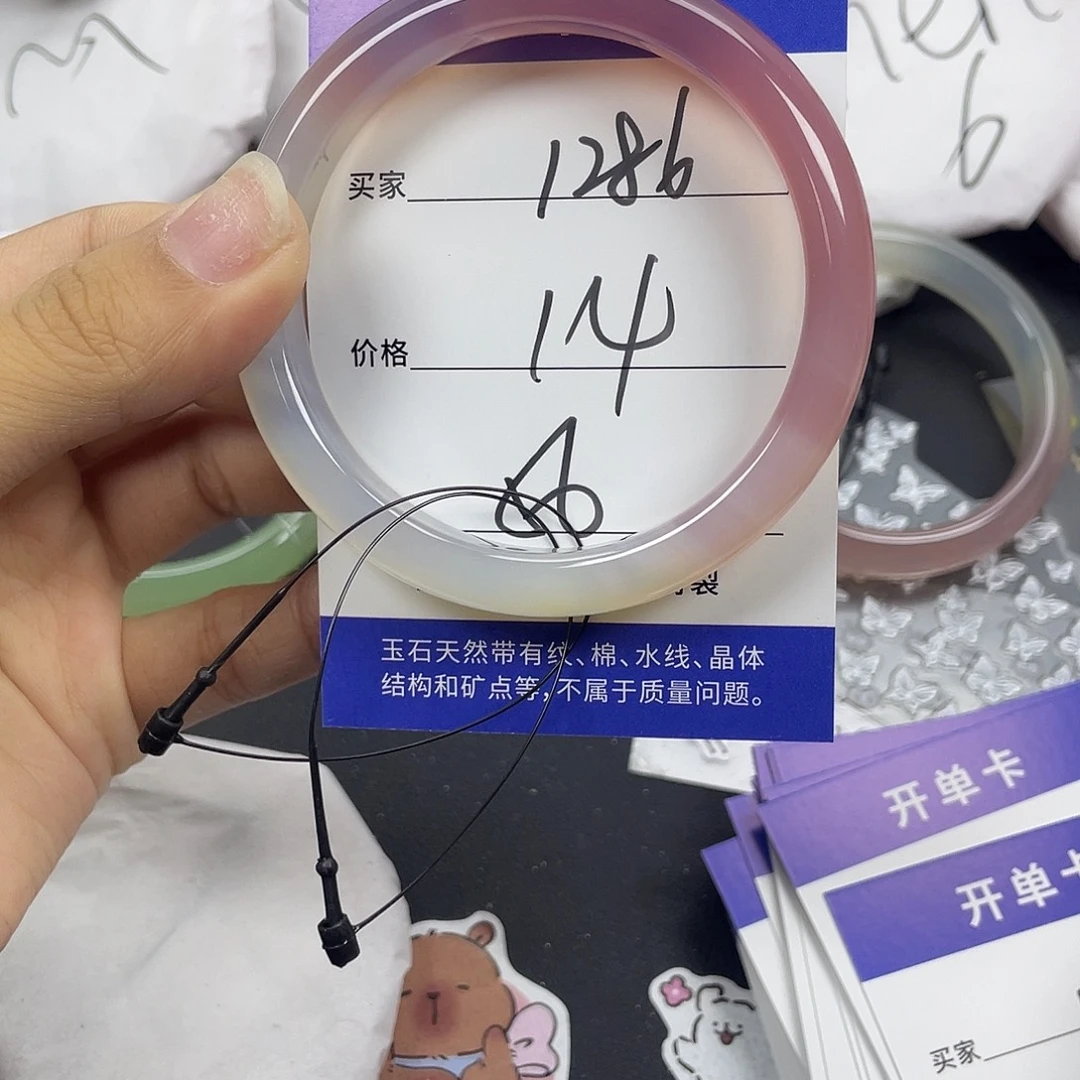 买家 1286
价格 14
裂
玉石天然带有纹、棉、水线、晶体
结构和矿点等,不属于质量问题。
开单卡
开单卡
买家